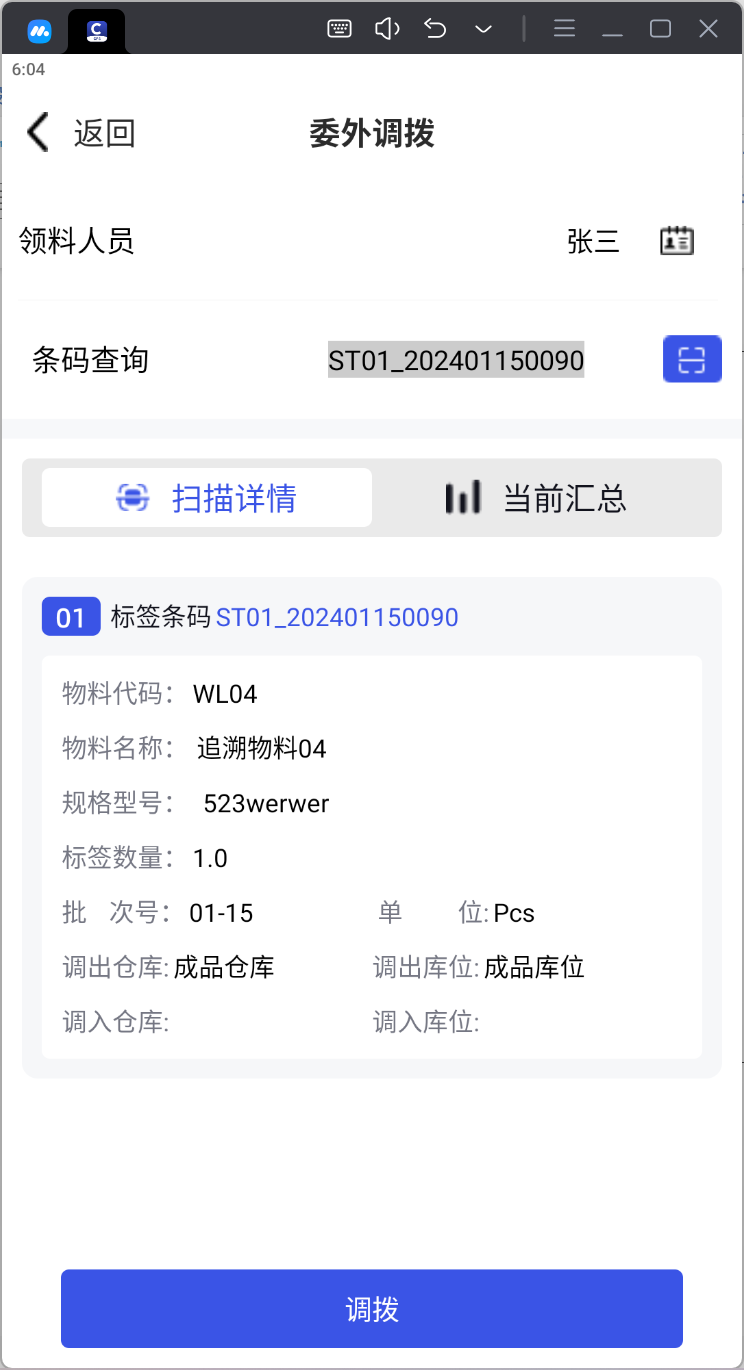 6:04
返回 委外调拨
领料人员 张三
条码查询 ST01_202401150090
扫描详情 当前汇总
01 标签条码 ST01_202401150090
物料代码： WL04
物料名称： 追溯物料04
规格型号： 523werwer
标签数量： 1.0
批 次号： 01-15 单 位: Pcs
调出仓库: 成品仓库 调出库位: 成品库位
调入仓库: 调入库位:
调拨